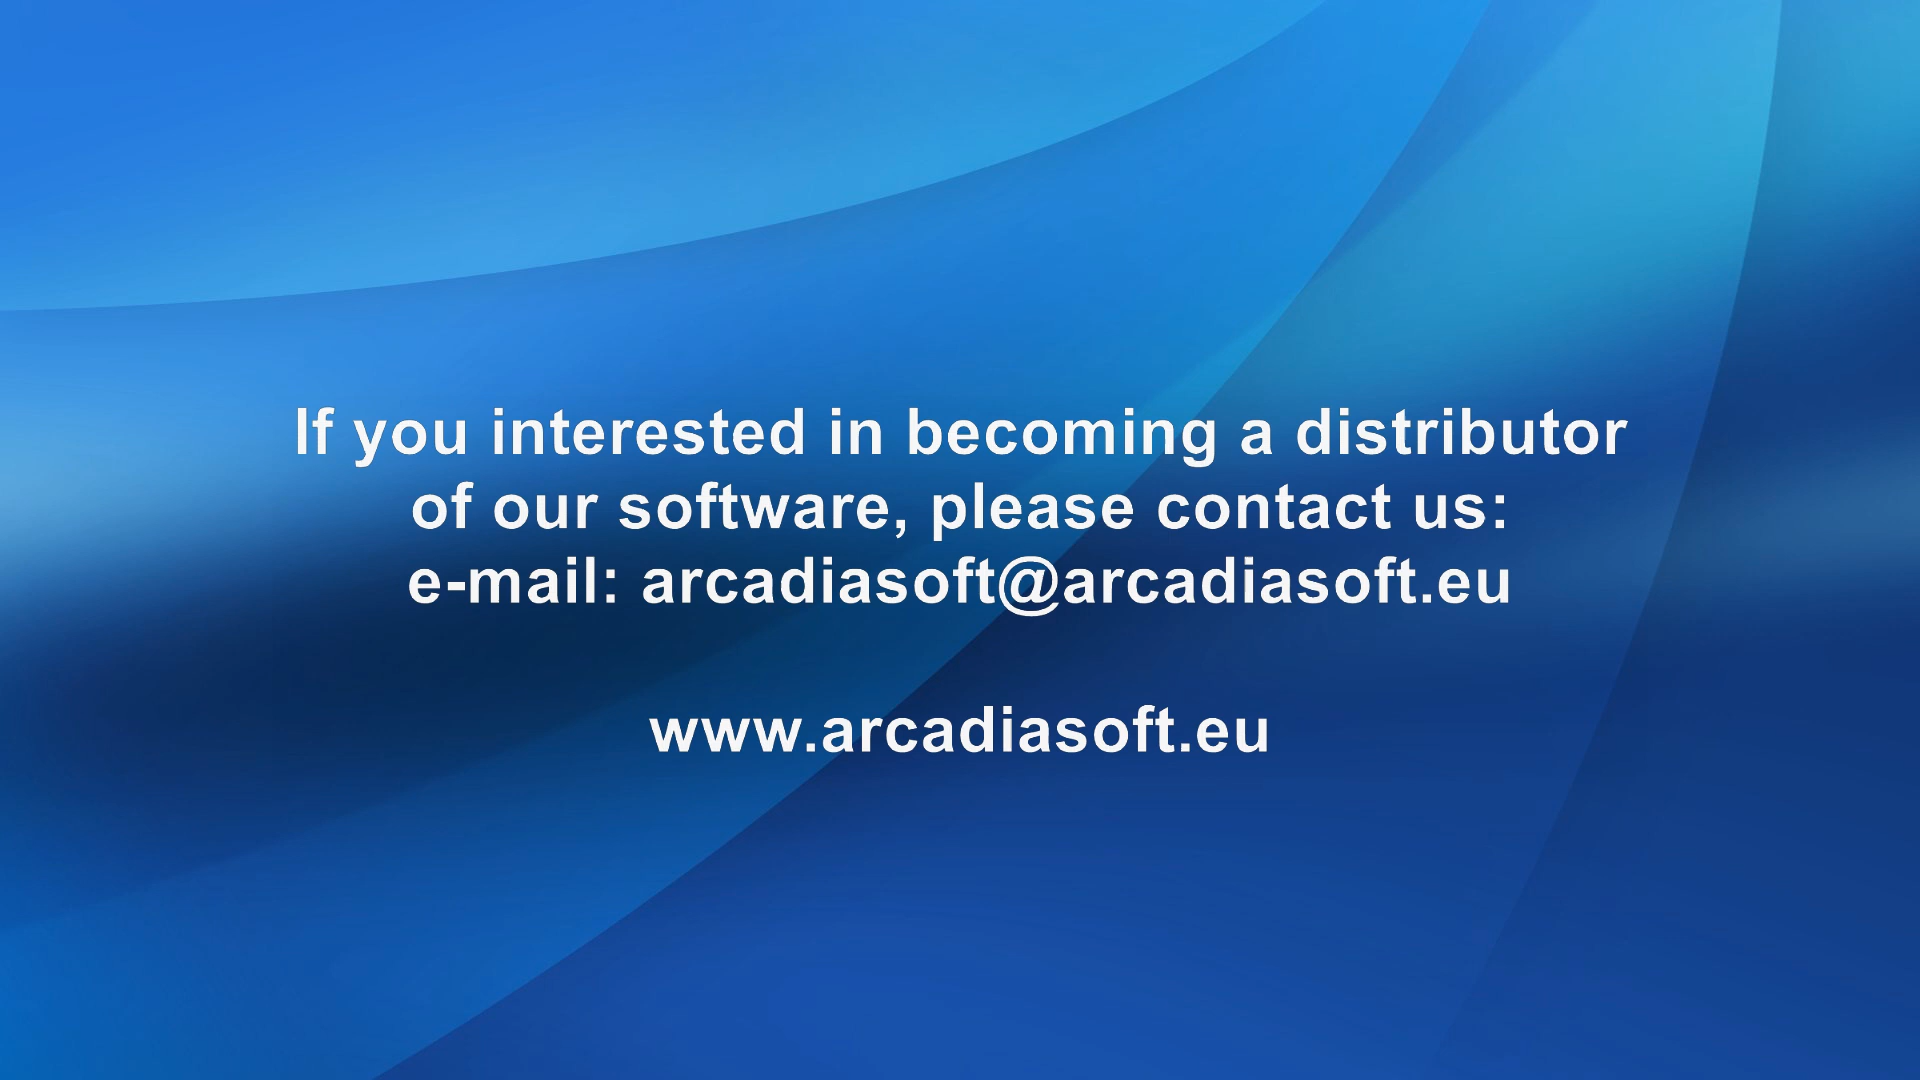 If you interested in becoming a distributor
of our software, please contact us:
e-mail: arcadiasoft@arcadiasoft.eu
www.arcadiasoft.eu